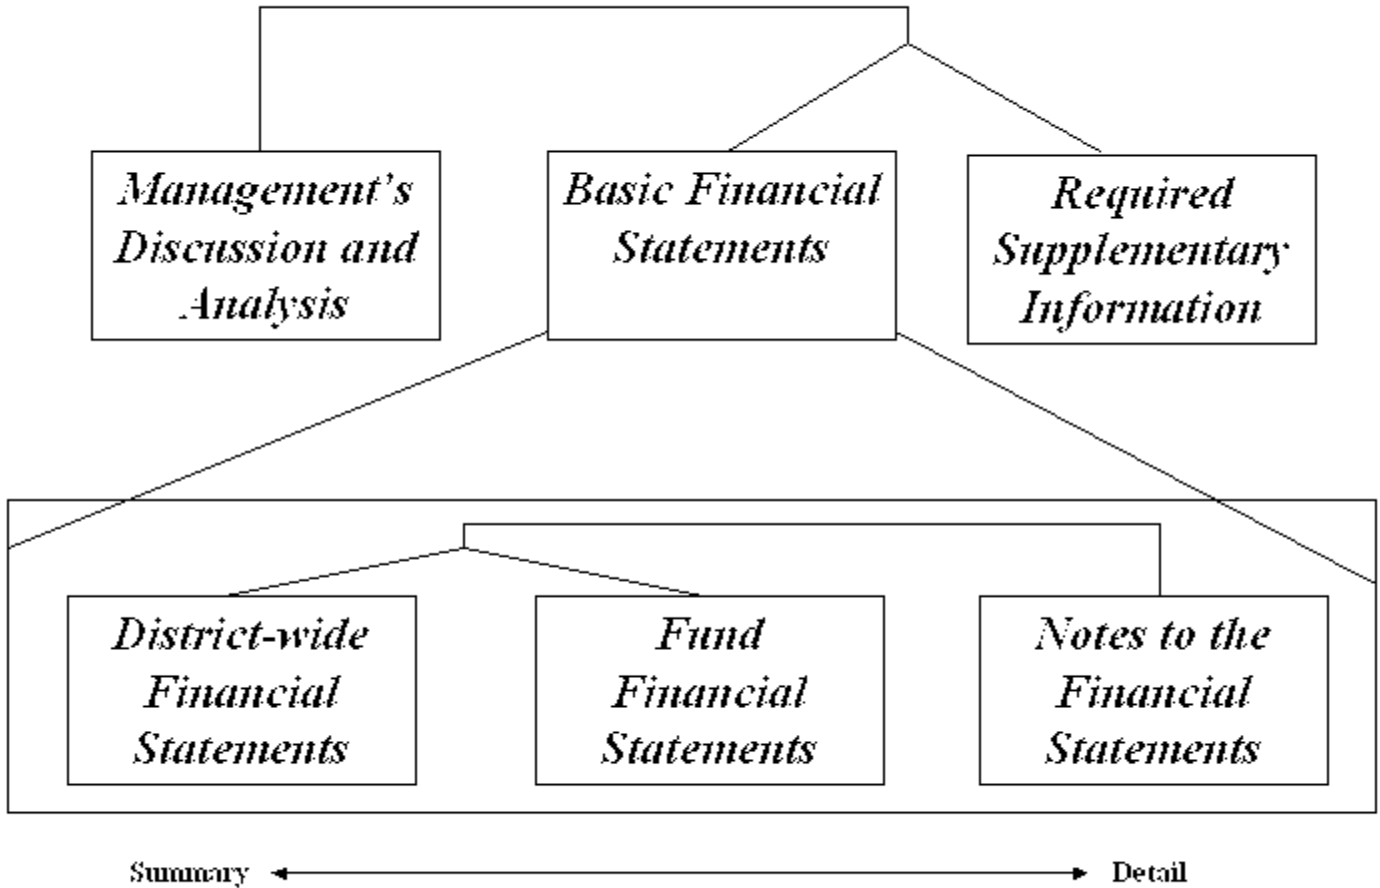 Management's
Discussion and
Analysis
Basic Financial
Statements
Required
Supplementary
Information
District-wide
Financial
Statements
Fund
Financial
Statements
Notes to the
Financial
Statements
Summary
Detail